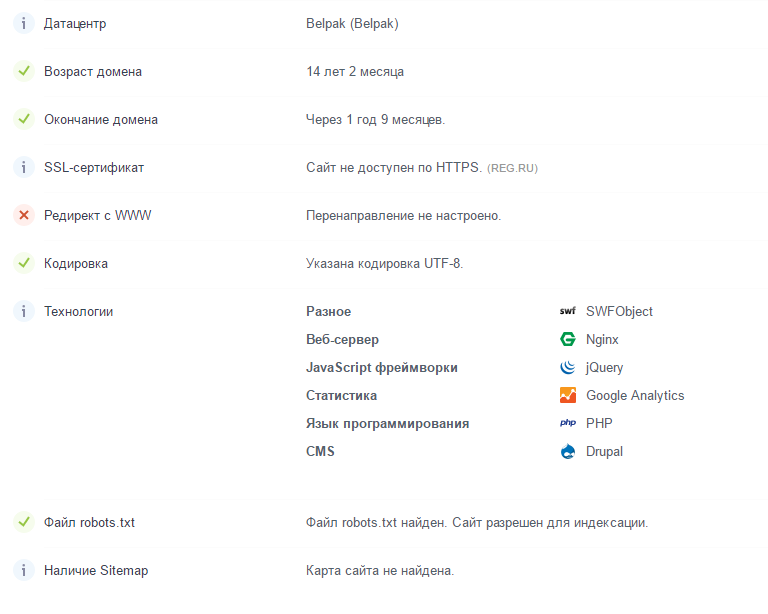 Датацентр Belpak (Belpak)
Возраст домена 14 лет 2 месяца
Окончание домена Через 1 год 9 месяцев.
SSL-сертификат Сайт не доступен по HTTPS. (REG.RU)
Редирект с WWW Перенаправление не настроено.
Кодировка Указана кодировка UTF-8.
Технологии Разное swf SWFObject
Веб-сервер Nginx
JavaScript фреймворки jQuery
Статистика Google Analytics
Язык программирования php PHP
CMS Drupal
Файл robots.txt Файл robots.txt найден. Сайт разрешен для индексации.
Наличие Sitemap Карта сайта не найдена.